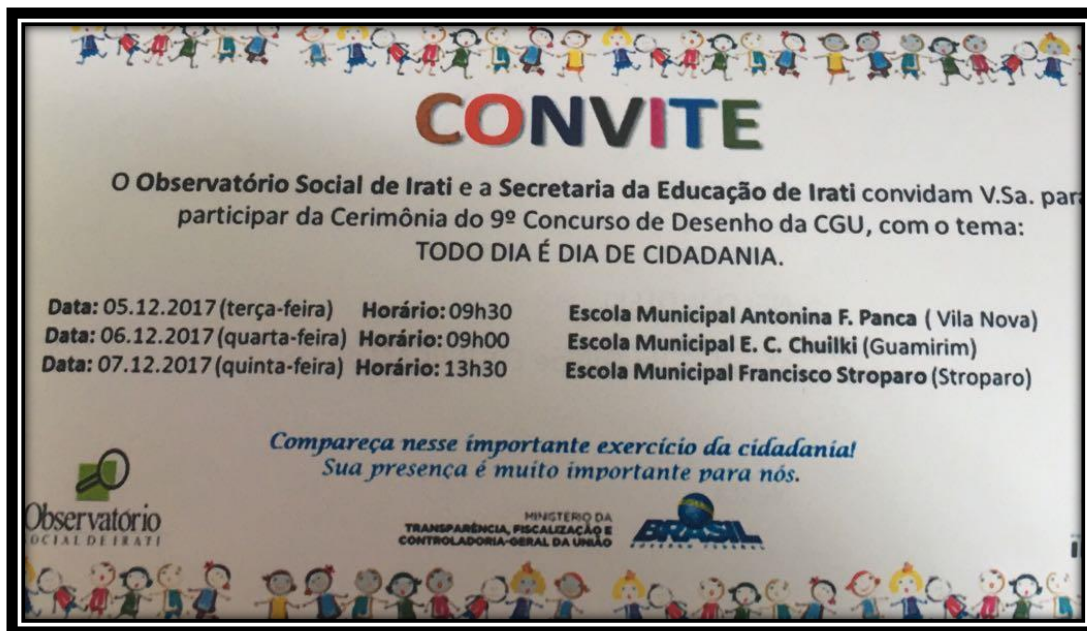 CONVITE
O Observatório Social de Irati e a Secretaria da Educação de Irati convidam V.Sa. para
participar da Cerimônia do 9º Concurso de Desenho da CGU, com o tema:
TODO DIA É DIA DE CIDADANIA.
Data: 05.12.2017 (terça-feira) Horário: 09h30 Escola Municipal Antonina F. Panca ( Vila Nova)
Data: 06.12.2017 (quarta-feira) Horário: 09h00 Escola Municipal E. C. Chuilki (Guamirim)
Data: 07.12.2017 (quinta-feira) Horário: 13h30 Escola Municipal Francisco Stroparo (Stroparo)
Compareça nesse importante exercício da cidadania!
Sua presença é muito importante para nós.
Observatório
SOCIAL DE IRATI
MINISTÉRIO DA
TRANSPARÊNCIA, FISCALIZAÇÃO E
CONTROLADORIA-GERAL DA UNIÃO
BRASIL
GOVERNO FEDERAL